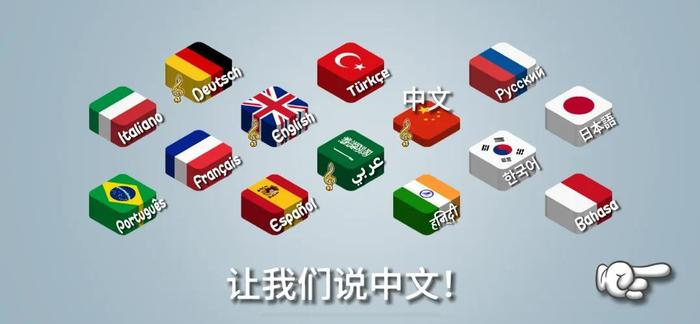 Deutsch
Türkçe
Русский
Italiano
English
中文
日本語
Français
عربي
한국어
Português
Español
हिन्दी
Bahasa
让我们说中文！